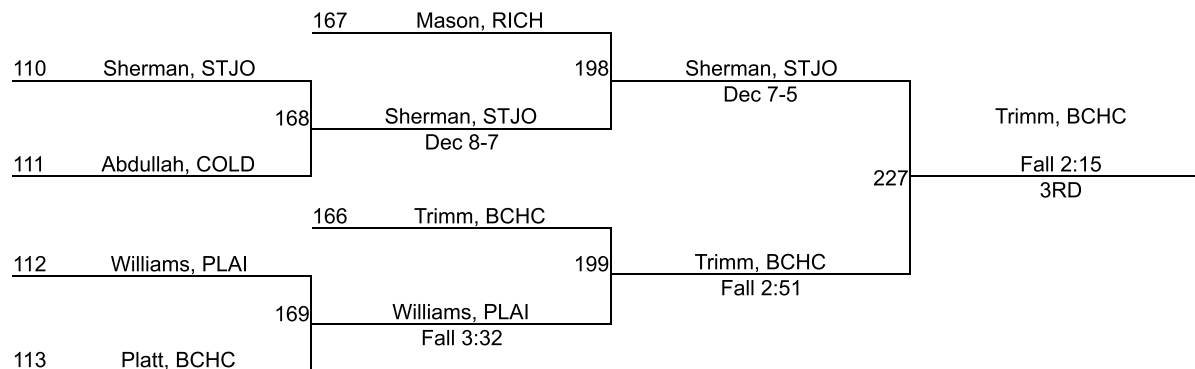 167 Mason, RICH
110 Sherman, STJO
198
Sherman, STJO
Dec 7-5
168
Sherman, STJO
Dec 8-7
Trimm, BCHC
111 Abdullah, COLD
Fall 2:15
3RD
227
166 Trimm, BCHC
112 Williams, PLAI
199
Trimm, BCHC
Fall 2:51
169
Williams, PLAI
Fall 3:32
113 Platt, BCHC